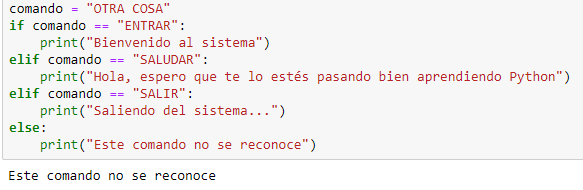 comando = "OTRA COSA"
if comando == "ENTRAR":
    print("Bienvenido al sistema")
elif comando == "SALUDAR":
    print("Hola, espero que te lo estés pasando bien aprendiendo Python")
elif comando == "SALIR":
    print("Saliendo del sistema...")
else:
    print("Este comando no se reconoce")
Este comando no se reconoce